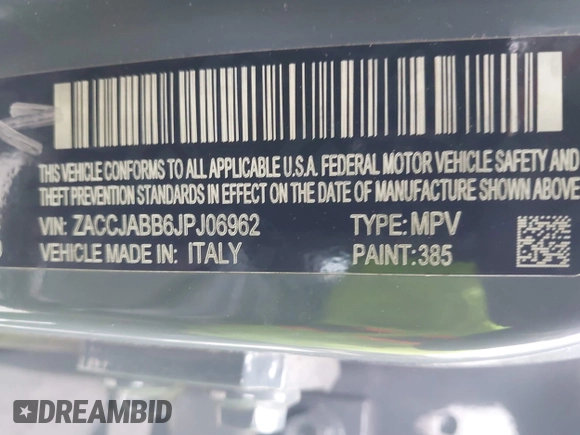 THIS VEHICLE CONFORMS TO ALL APPLICABLE U.S.A. FEDERAL MOTOR VEHICLE SAFETY AND
THEFT PREVENTION STANDARDS IN EFFECT ON THE DATE OF MANUFACTURE SHOWN ABOVE
VIN: ZACCJABB6JPJ06962 TYPE: MPV
VEHICLE MADE IN: ITALY PAINT: 385
DREAMBID